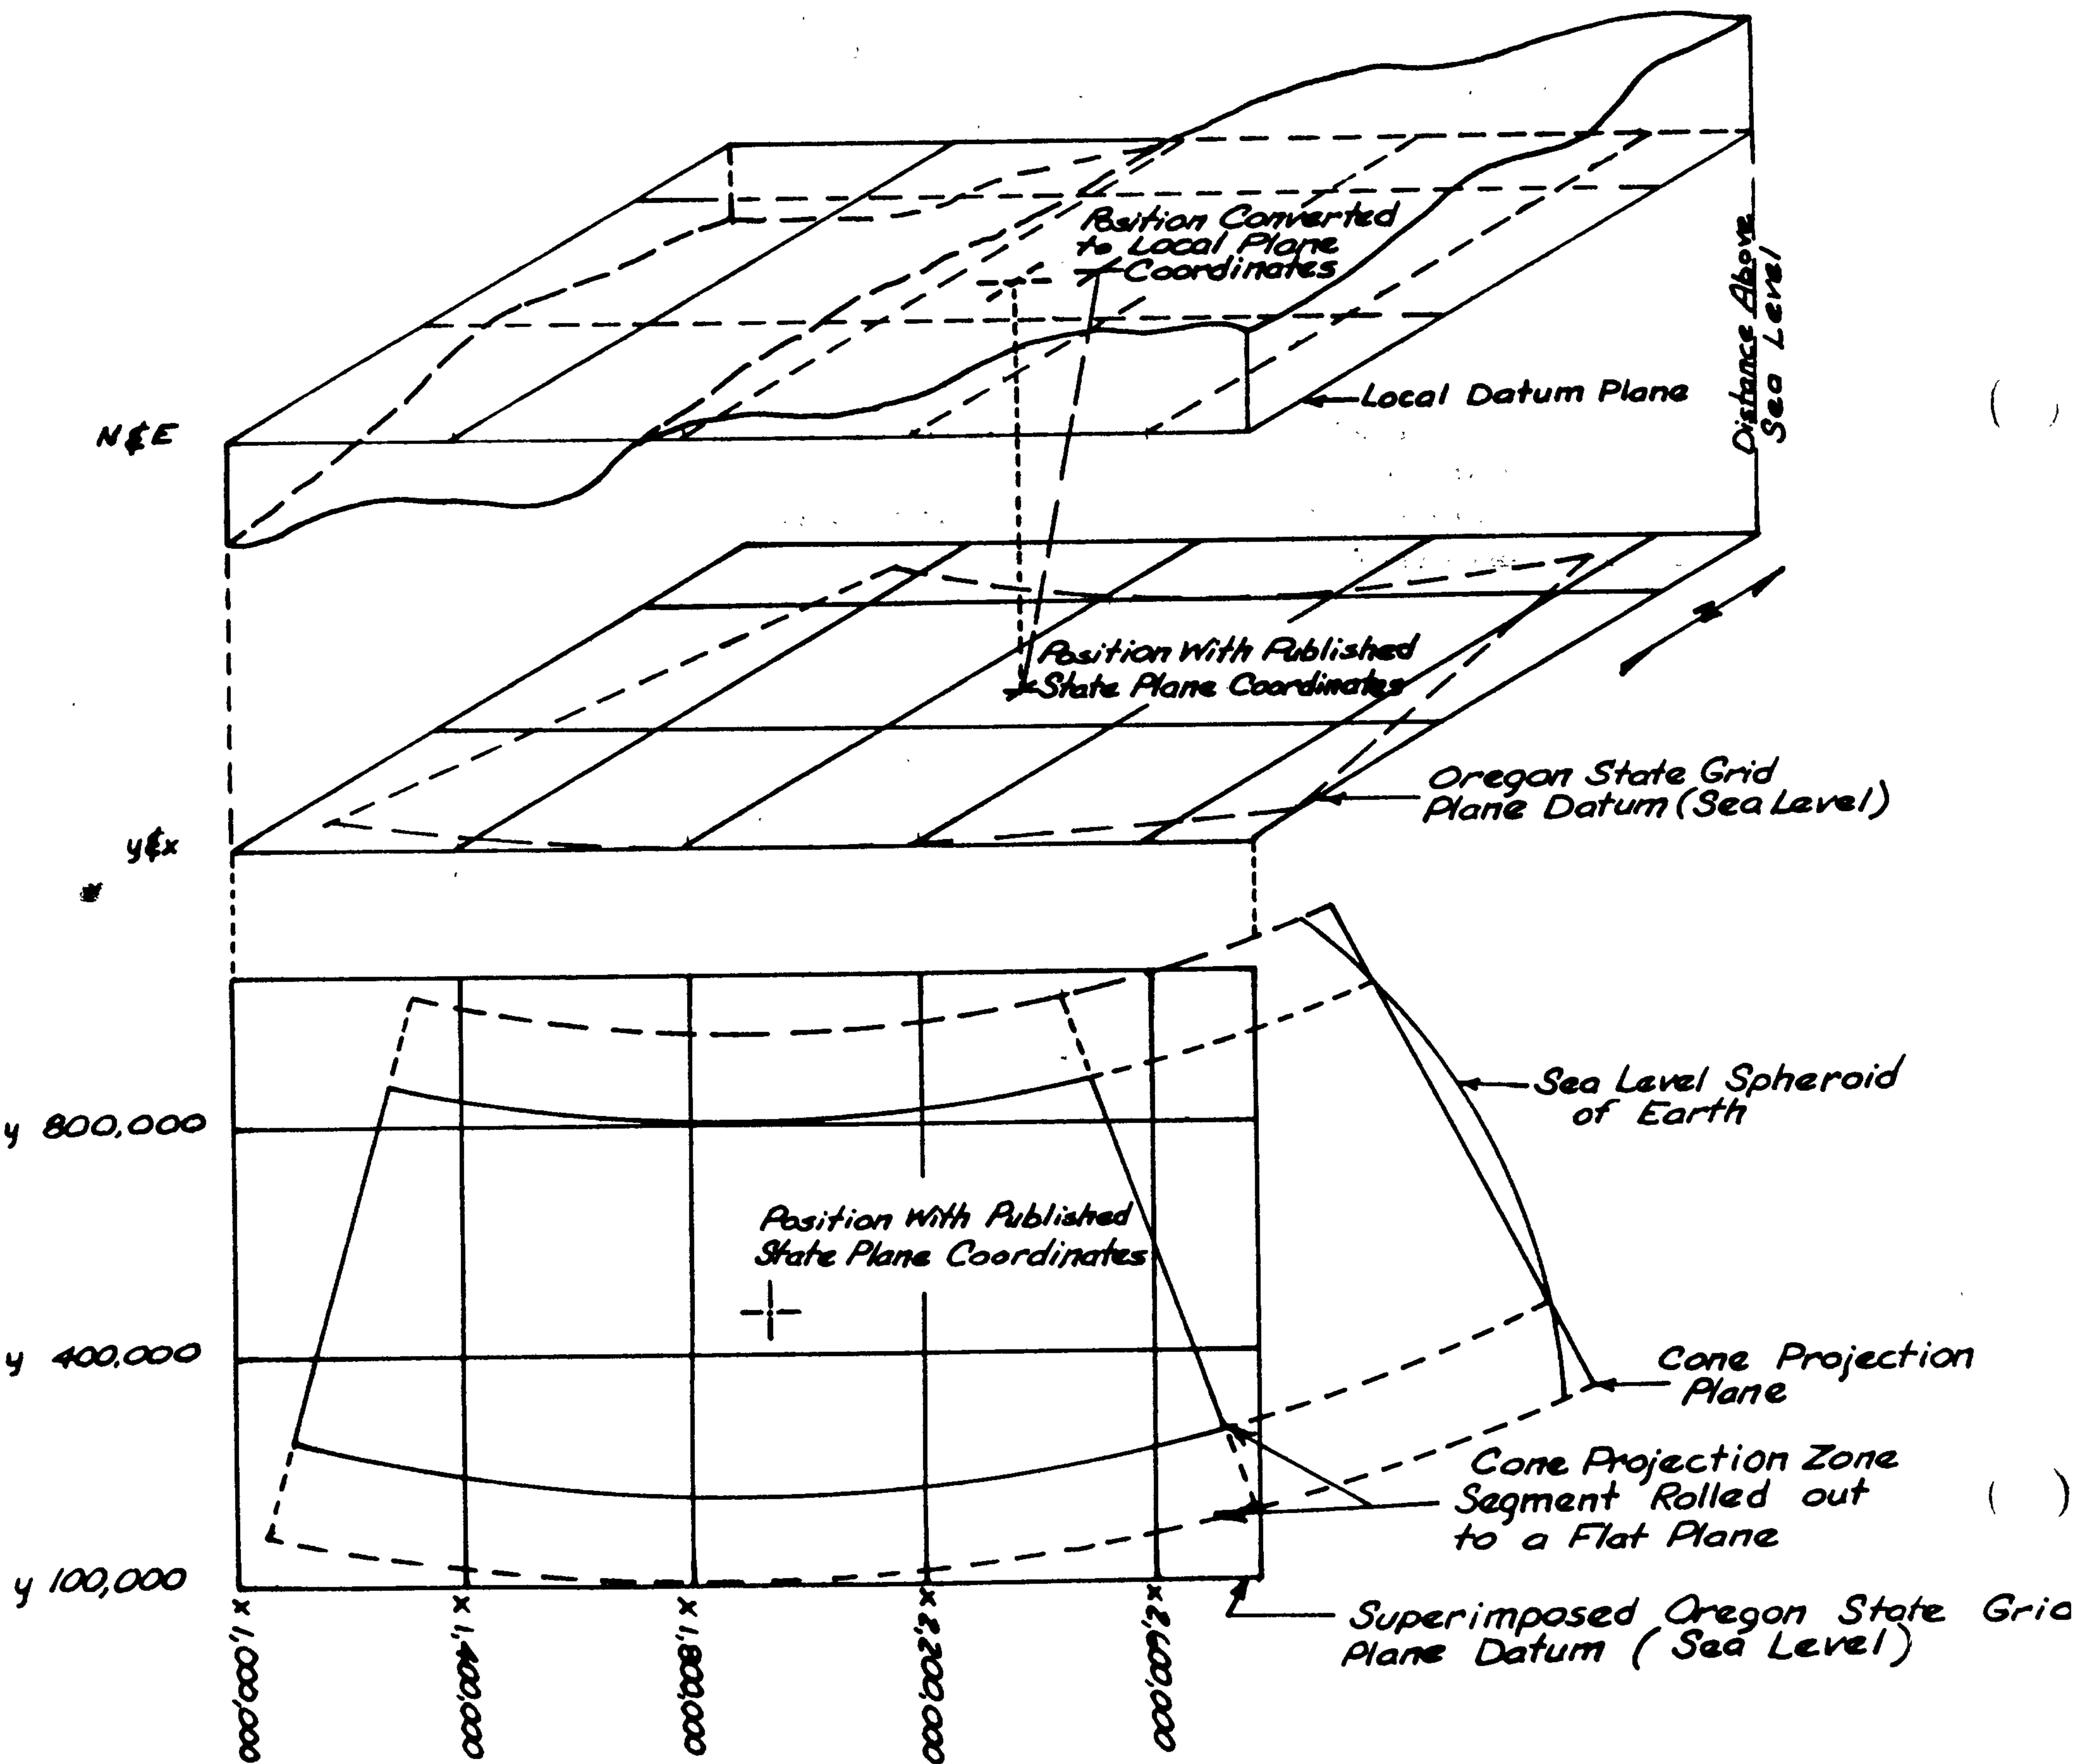 Position Converted
to Local Plane
Coordinates
Distance Above
Sea Level
Local Datum Plane
N & E
Position With Published
State Plane Coordinates
N
Oregon State Grid
Plane Datum (Sea Level)
y & x
Sea Level Spheroid
of Earth
y 800,000
Position With Published
State Plane Coordinates
y 400,000
Cone Projection
Plane
Cone Projection Zone
Segment Rolled out
to a Flat Plane
y 100,000
Superimposed Oregon State Grid
Plane Datum ( Sea Level)
x 1,000,000
x 1,400,000
x 1,800,000
x 2,200,000
x 2,600,000